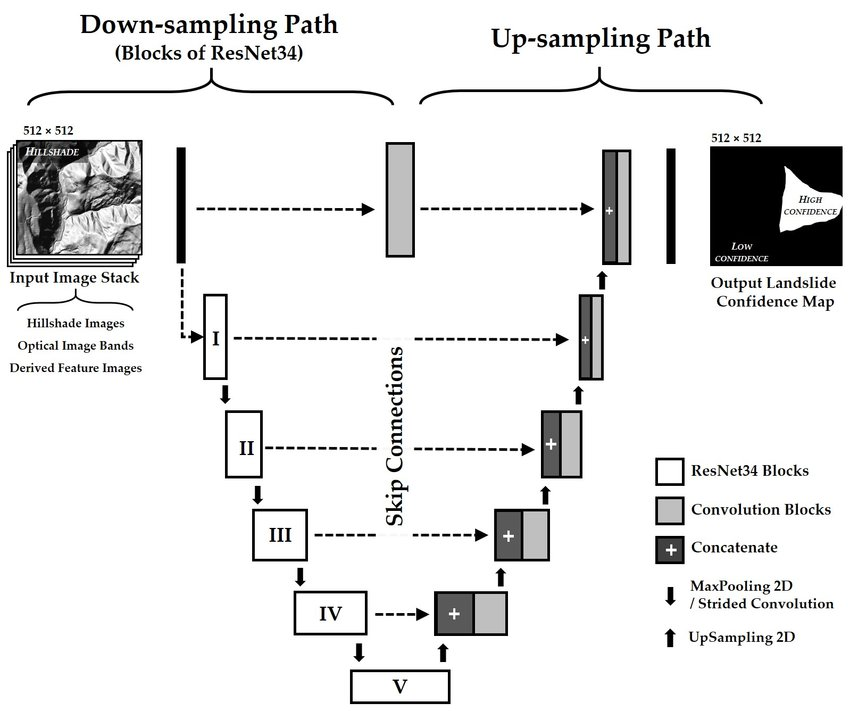 Down-sampling Path
(Blocks of ResNet34)
Up-sampling Path
512 × 512
HILLSHADE
Input Image Stack
Hillshade Images
Optical Image Bands
Derived Feature Images
512 × 512
HIGH
CONFIDENCE
LOW
CONFIDENCE
Output Landslide
Confidence Map
+
I
+
II
+
III
+
IV
+
V
Skip Connections
ResNet34 Blocks
Convolution Blocks
+ Concatenate
MaxPooling 2D
/ Strided Convolution
UpSampling 2D